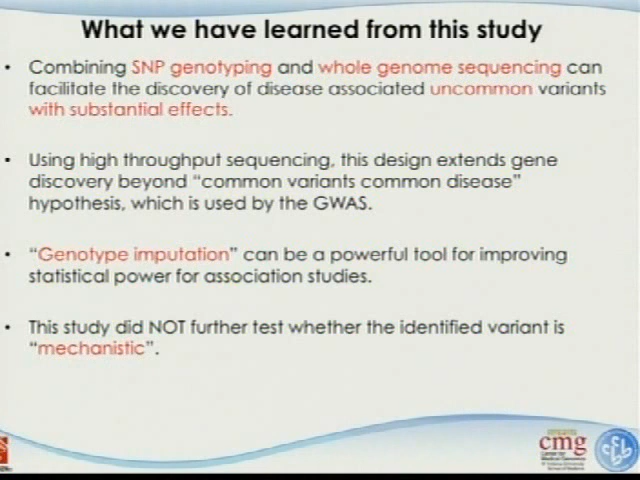 What we have learned from this study
• Combining SNP genotyping and whole genome sequencing can
facilitate the discovery of disease associated uncommon variants
with substantial effects.
• Using high throughput sequencing, this design extends gene
discovery beyond “common variants common disease”
hypothesis, which is used by the GWAS.
• “Genotype imputation” can be a powerful tool for improving
statistical power for association studies.
• This study did NOT further test whether the identified variant is
“mechanistic”.
cmg